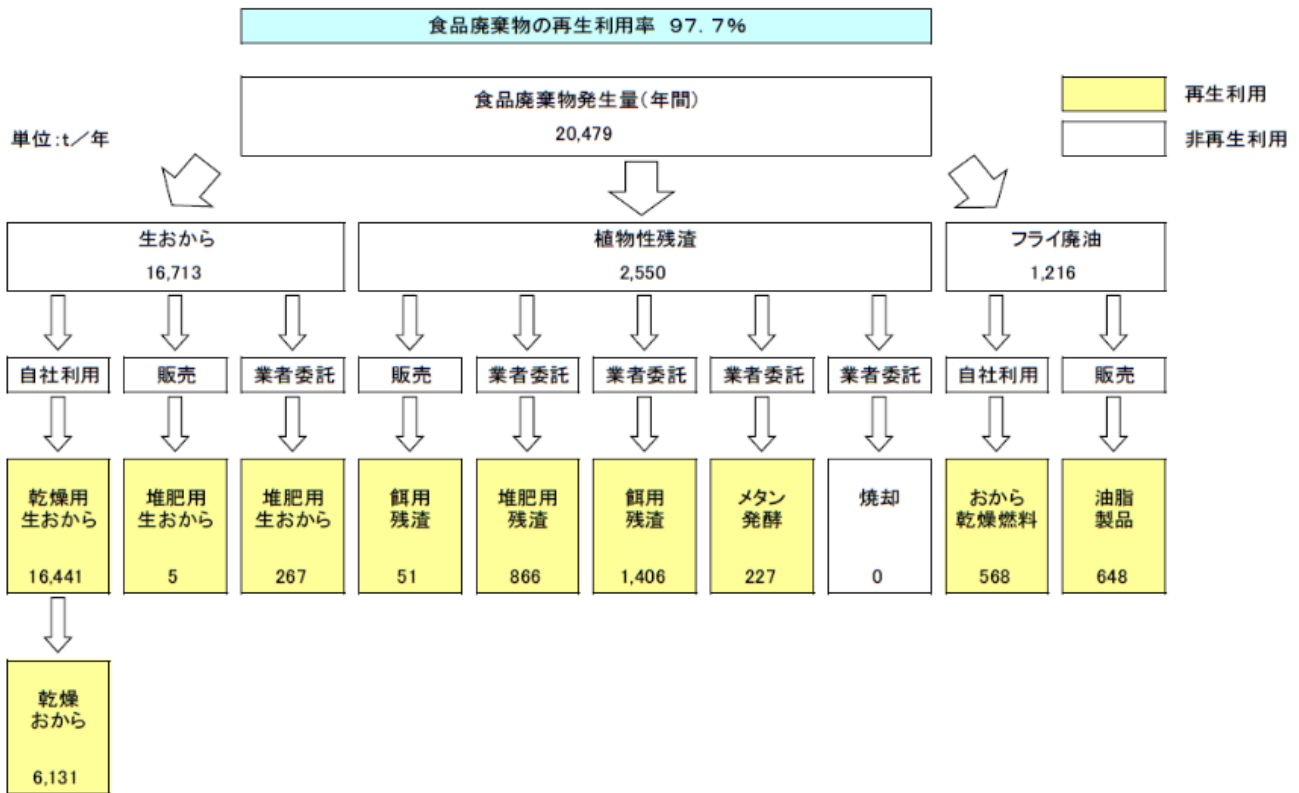 食品廃棄物の再生利用率 97.7%
食品廃棄物発生量(年間)
20,479
再生利用
非再生利用
単位:t/年
生おから
16,713
植物性残渣
2,550
フライ廃油
1,216
自社利用
販売
業者委託
販売
業者委託
業者委託
業者委託
業者委託
自社利用
販売
乾燥用
生おから
16,441
堆肥用
生おから
5
堆肥用
生おから
267
餌用
残渣
51
堆肥用
残渣
866
餌用
残渣
1,406
メタン
発酵
227
焼却
0
おから
乾燥燃料
568
油脂
製品
648
乾燥
おから
6,131